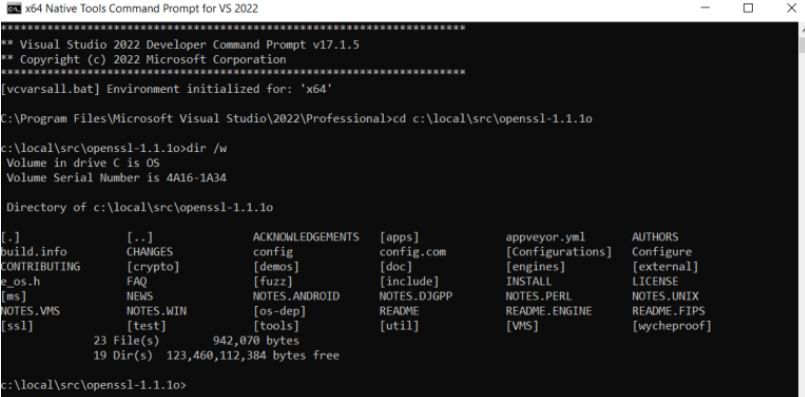 x64 Native Tools Command Prompt for VS 2022
**********************************************************************
** Visual Studio 2022 Developer Command Prompt v17.1.5
** Copyright (c) 2022 Microsoft Corporation
**********************************************************************
[vcvarsall.bat] Environment initialized for: 'x64'
C:\Program Files\Microsoft Visual Studio\2022\Professional>cd c:\local\src\openssl-1.1.1o
c:\local\src\openssl-1.1.1o>dir /w
Volume in drive C is OS
Volume Serial Number is 4A16-1A34
Directory of c:\local\src\openssl-1.1.1o
[.] [..] ACKNOWLEDGEMENTS [apps] appveyor.yml AUTHORS
build.info CHANGES config config.com [Configurations] Configure
CONTRIBUTING [crypto] [demos] [doc] [engines] [external]
e_os.h FAQ [fuzz] [include] INSTALL LICENSE
[ms] NEWS NOTES.ANDROID NOTES.DJGPP NOTES.PERL NOTES.UNIX
NOTES.VMS NOTES.WIN [os-dep] README README.ENGINE README.FIPS
[ssl] [test] [tools] [util] [VMS] [wycheproof]
23 File(s) 942,070 bytes
19 Dir(s) 123,460,112,384 bytes free
c:\local\src\openssl-1.1.1o>